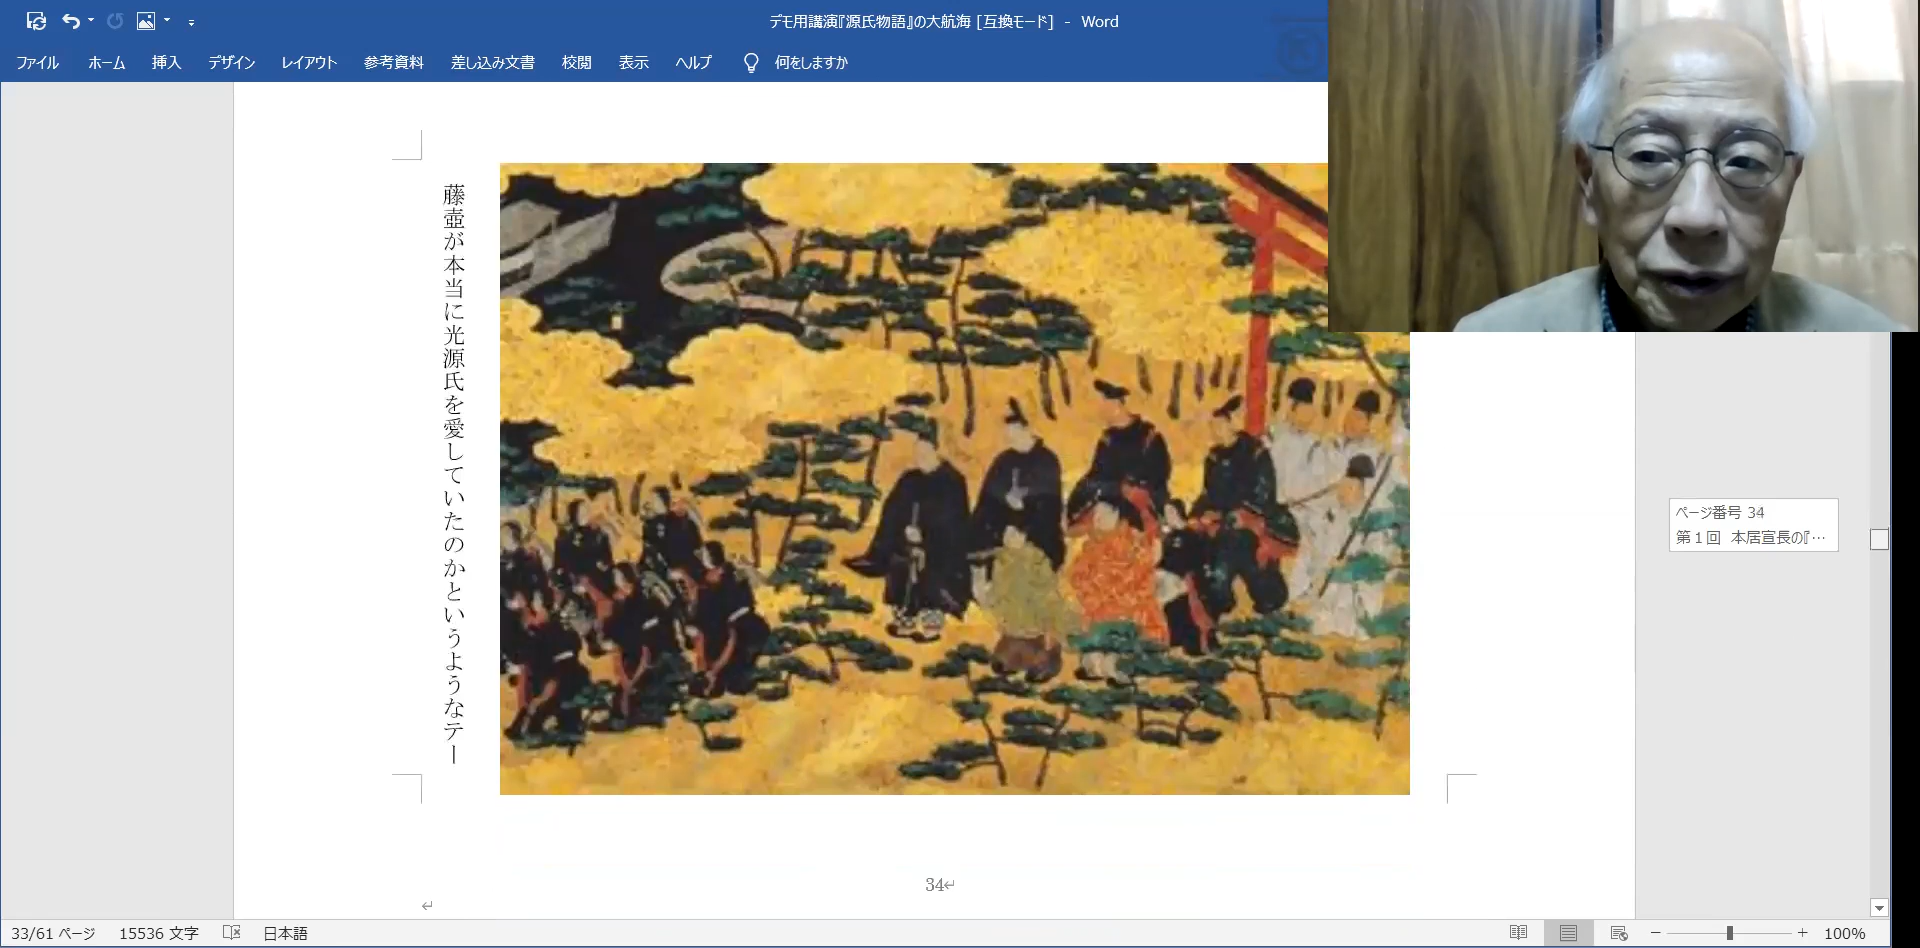 デモ用講演『源氏物語』の大航海 [互換モード] - Word
ファイル ホーム 挿入 デザイン レイアウト 参考資料 差し込み文書 校閲 表示 ヘルプ 何をしますか
藤壺が本当に光源氏を愛していたのかというようなテー
ページ番号 34
第１回 本居宣長の『…
34
33/61 ページ 15536 文字 日本語 100%